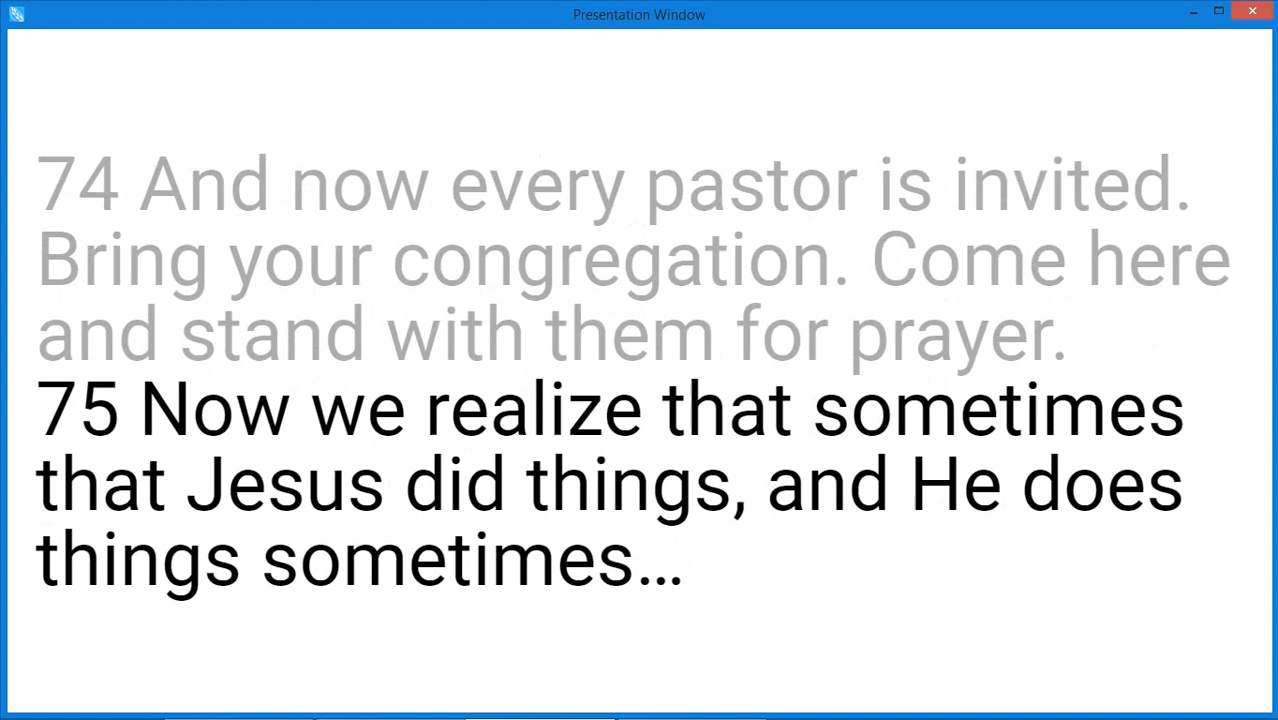 Presentation Window
74 And now every pastor is invited.
Bring your congregation. Come here
and stand with them for prayer.
75 Now we realize that sometimes
that Jesus did things, and He does
things sometimes…